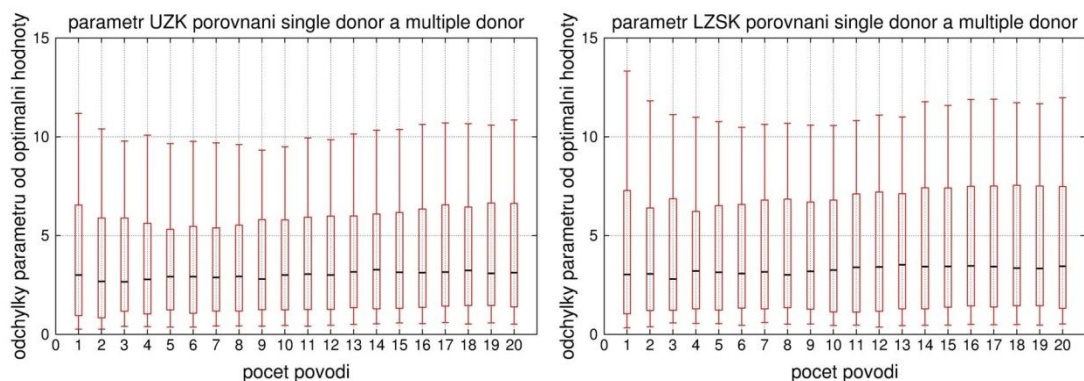 parametr UZK porovnani single donor a multiple donor
odchylky parametru od optimalni hodnoty
15
10
5
0
0 1 2 3 4 5 6 7 8 9 10 11 12 13 14 15 16 17 18 19 20
pocet povodi
parametr LZSK porovnani single donor a multiple donor
odchylky parametru od optimalni hodnoty
15
10
5
0
0 1 2 3 4 5 6 7 8 9 10 11 12 13 14 15 16 17 18 19 20
pocet povodi